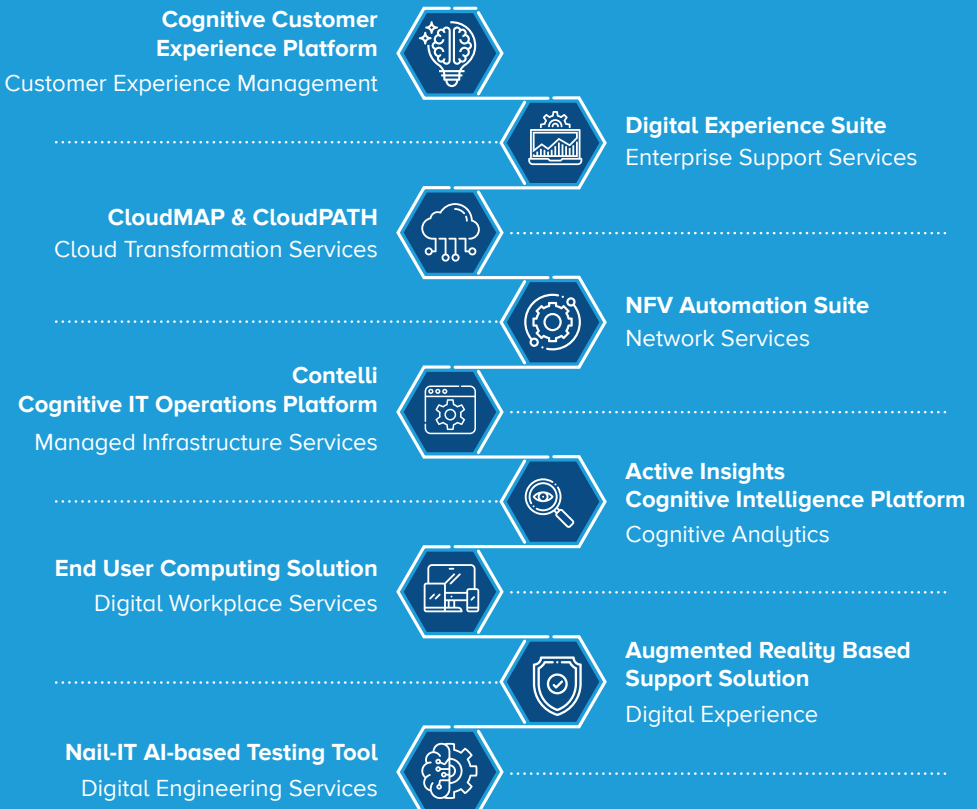 Cognitive Customer
Experience Platform
Customer Experience Management
Digital Experience Suite
Enterprise Support Services
CloudMAP & CloudPATH
Cloud Transformation Services
NFV Automation Suite
Network Services
Contelli
Cognitive IT Operations Platform
Managed Infrastructure Services
Active Insights
Cognitive Intelligence Platform
Cognitive Analytics
End User Computing Solution
Digital Workplace Services
Augmented Reality Based
Support Solution
Digital Experience
Nail-IT AI-based Testing Tool
Digital Engineering Services